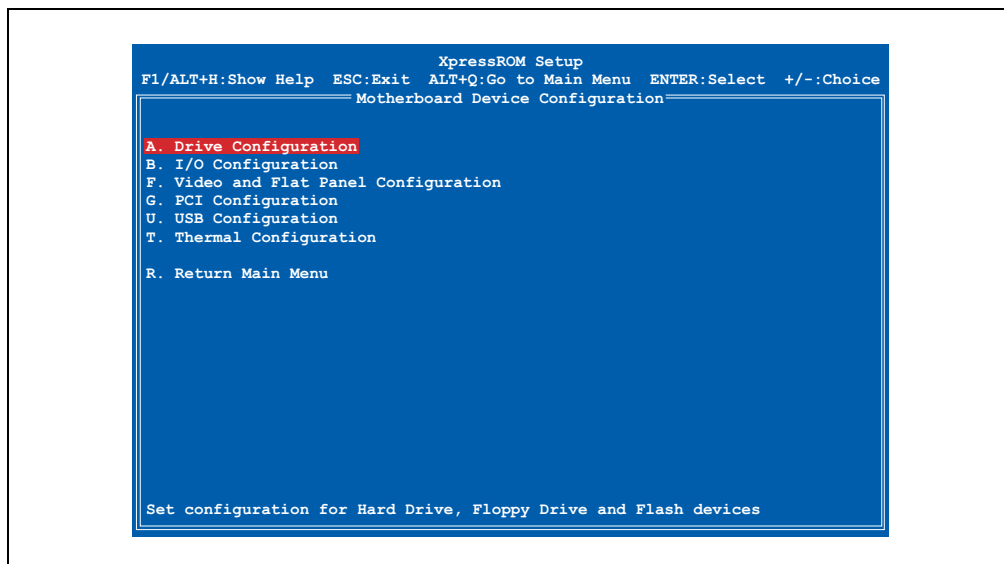 XpressROM Setup
F1/ALT+H:Show Help ESC:Exit ALT+Q:Go to Main Menu ENTER:Select +/-:Choice
Motherboard Device Configuration
A. Drive Configuration
B. I/O Configuration
F. Video and Flat Panel Configuration
G. PCI Configuration
U. USB Configuration
T. Thermal Configuration
R. Return Main Menu
Set configuration for Hard Drive, Floppy Drive and Flash devices